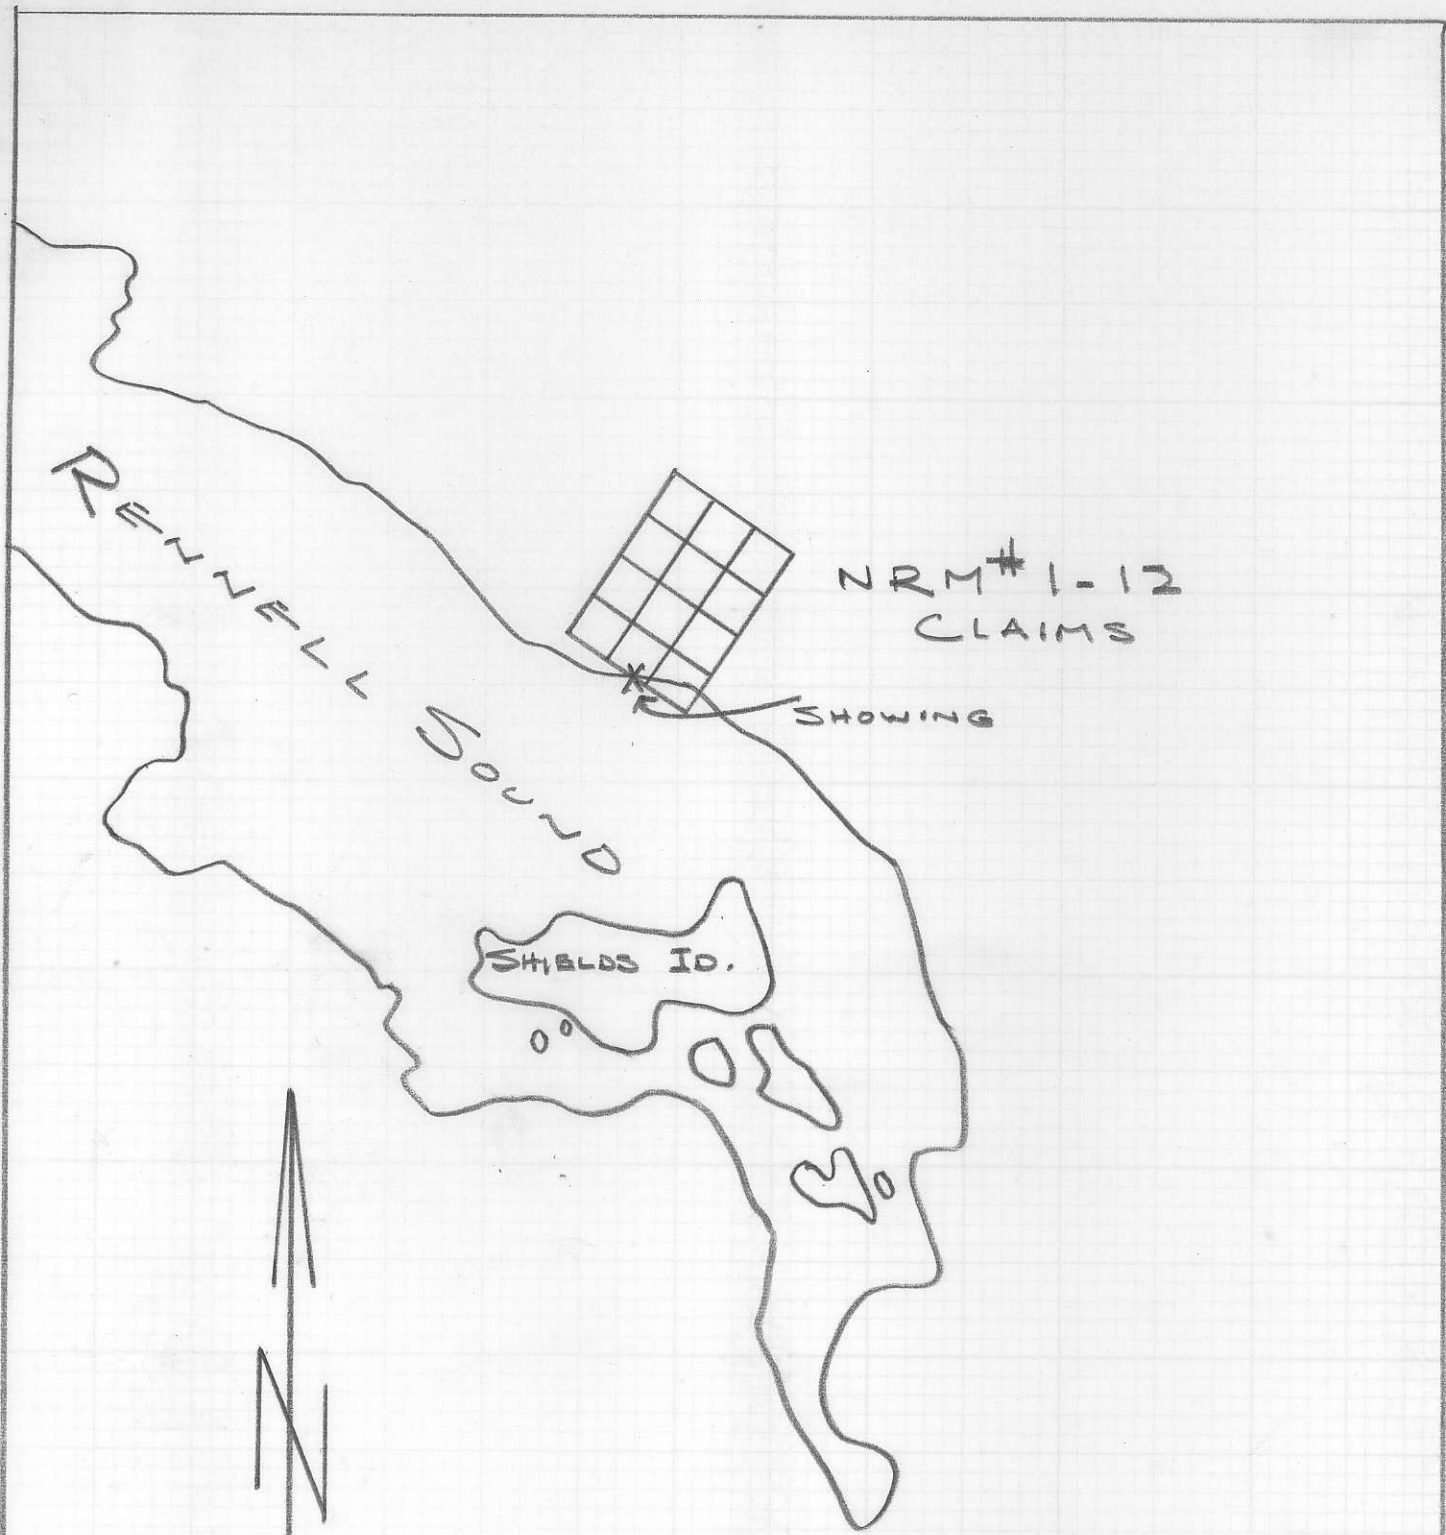 RENNELL SOUND
NRM # 1-12
CLAIMS
X
SHOWING
SHIELDS ID.
N